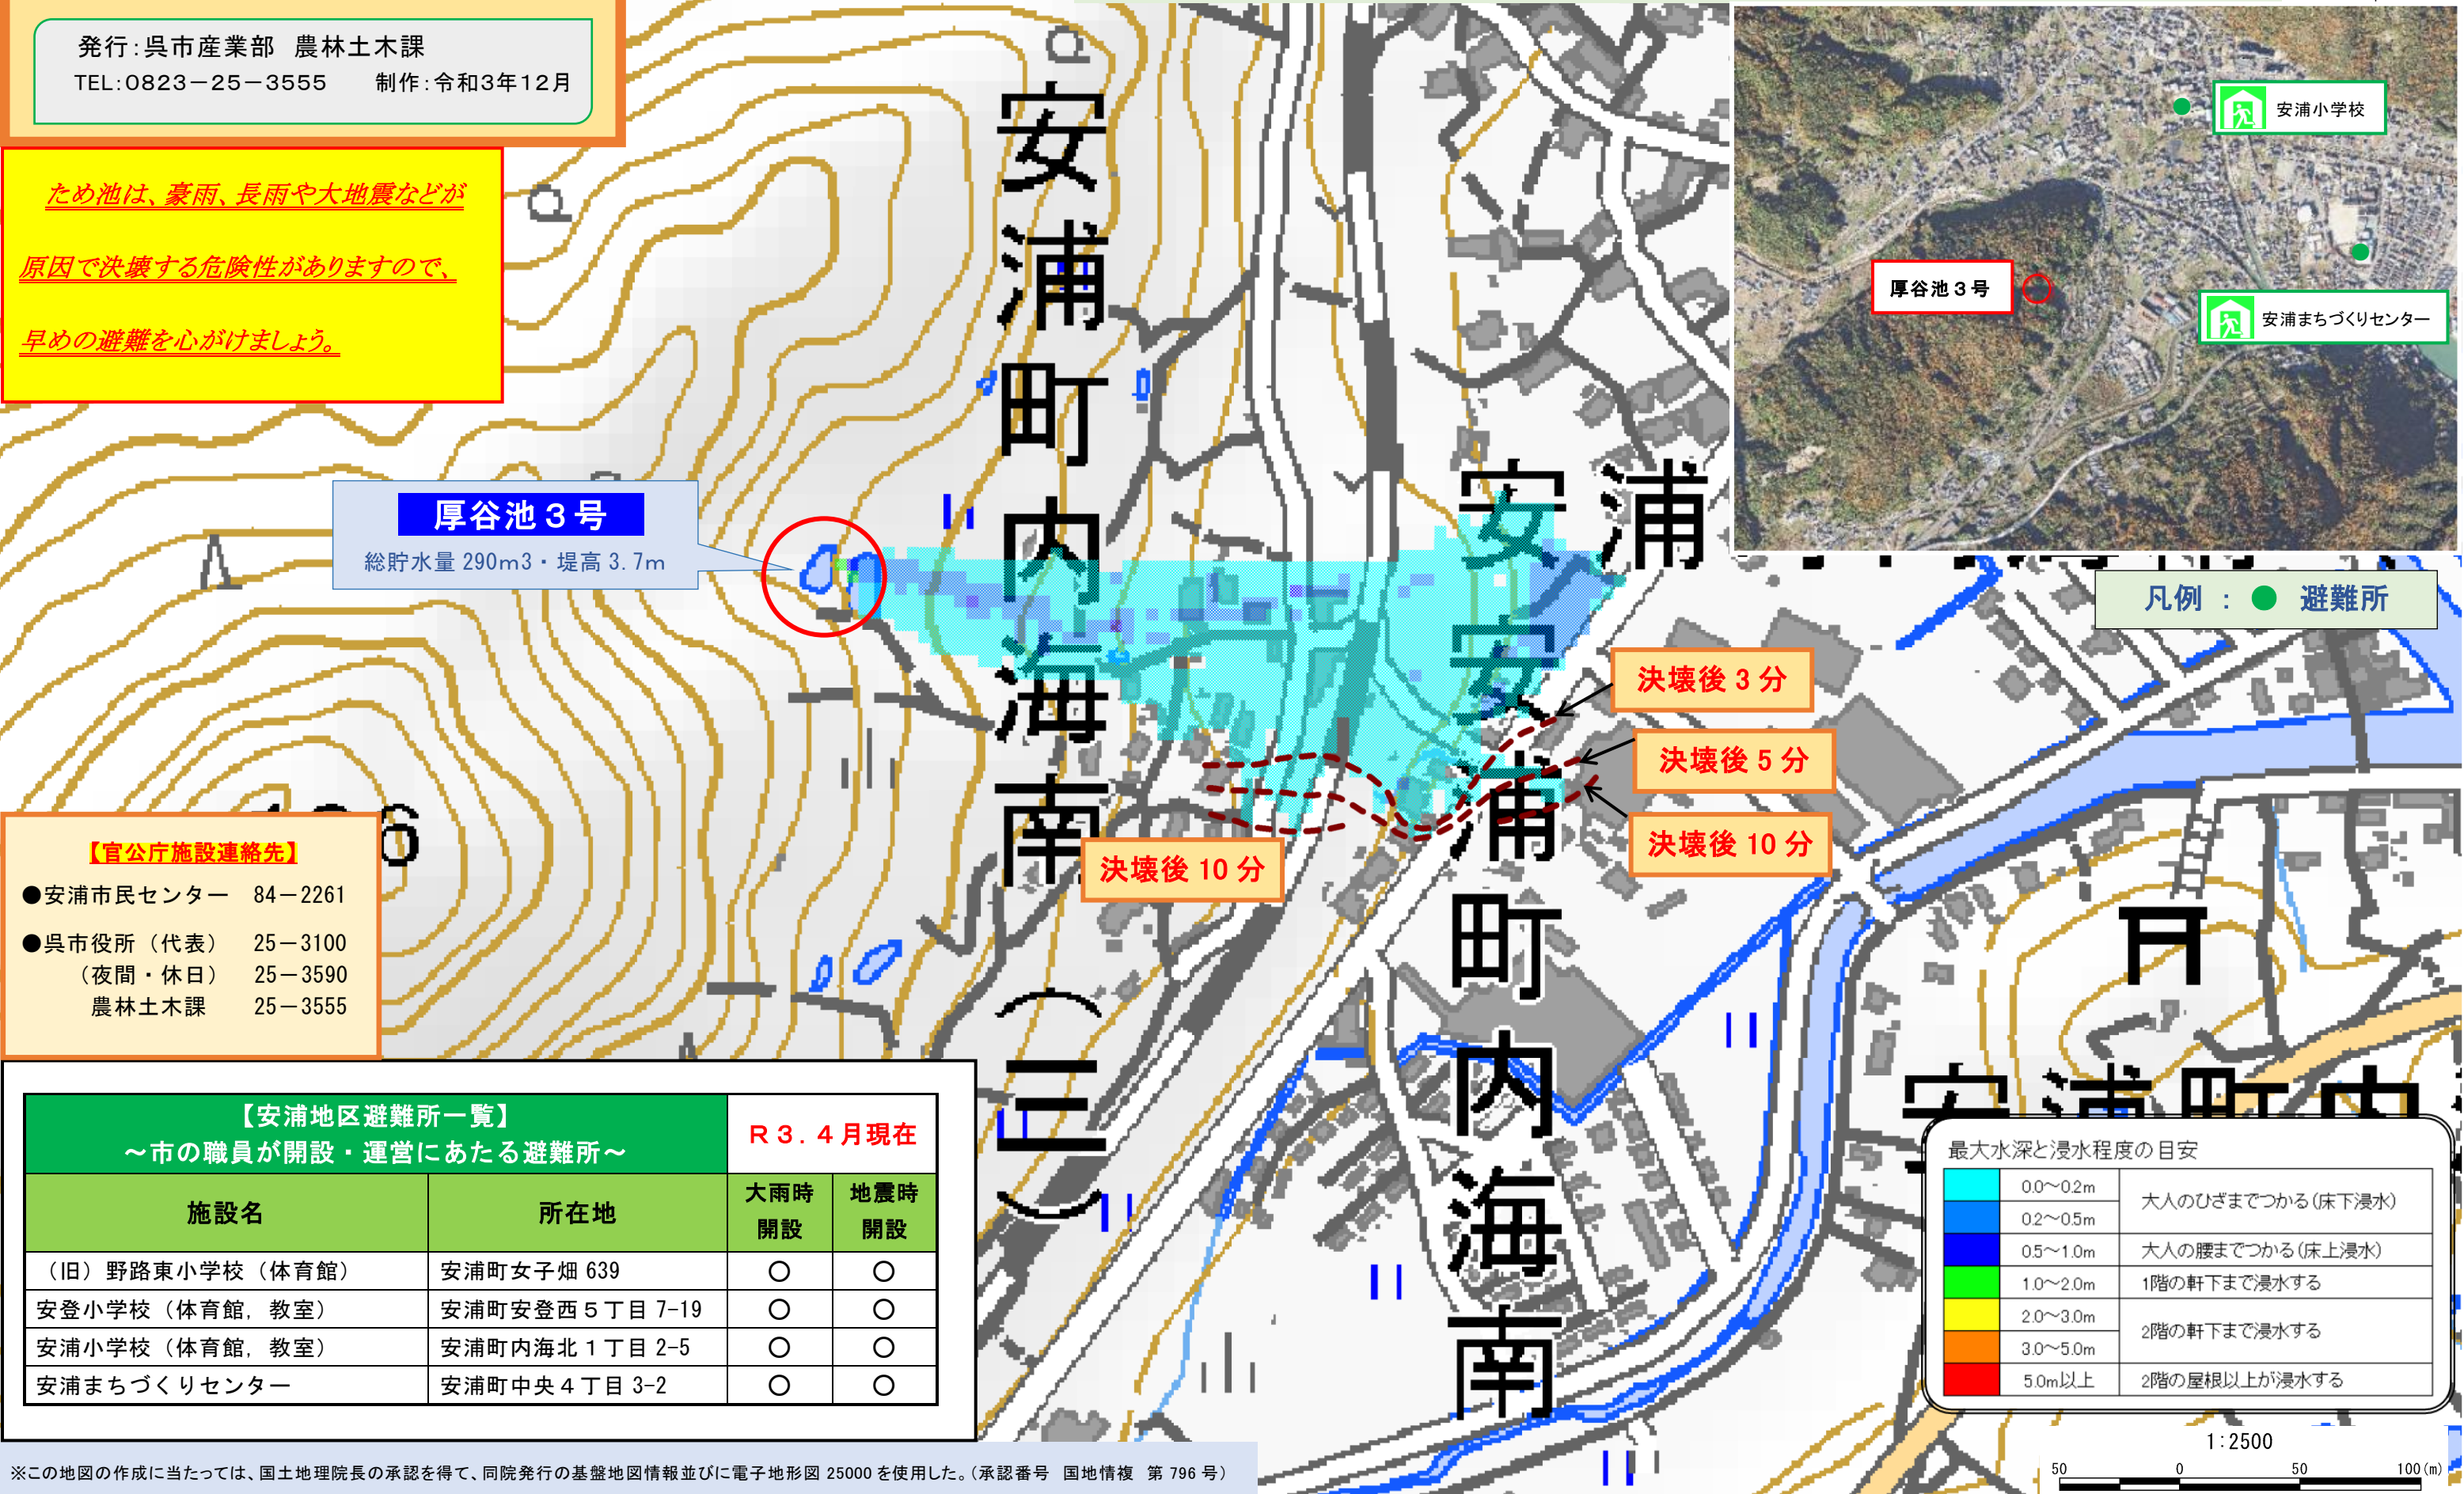 発行：呉市産業部　農林土木課
TEL：0823－25－3555　　制作：令和3年12月
ため池は、豪雨、長雨や大地震などが
原因で決壊する危険性がありますので、
早めの避難を心がけましょう。
厚谷池３号
総貯水量 290m3・堤高 3.7m
安浦町内海南（三）
安浦
安浦町内海南
安浦小学校
厚谷池３号
安浦まちづくりセンター
凡例 ： ● 避難所
決壊後 3 分
決壊後 5 分
決壊後 10 分
決壊後 10 分
【官公庁施設連絡先】
●安浦市民センター　84－2261
●呉市役所（代表）　25－3100
（夜間・休日）　25－3590
農林土木課　25－3555
【安浦地区避難所一覧】
～市の職員が開設・運営にあたる避難所～
Ｒ３．４月現在
施設名　所在地　大雨時開設　地震時開設
（旧）野路東小学校（体育館）　安浦町女子畑 639　○　○
安登小学校（体育館，教室）　安浦町安登西５丁目 7-19　○　○
安浦小学校（体育館，教室）　安浦町内海北１丁目 2-5　○　○
安浦まちづくりセンター　安浦町中央４丁目 3-2　○　○
安浦町内
最大水深と浸水程度の目安
0.0～0.2m
0.2～0.5m
大人のひざまでつかる（床下浸水）
0.5～1.0m　大人の腰までつかる（床上浸水）
1.0～2.0m　1階の軒下まで浸水する
2.0～3.0m
3.0～5.0m
2階の軒下まで浸水する
5.0m以上　2階の屋根以上が浸水する
1:2500
50　0　50　100(m)
※この地図の作成に当たっては、国土地理院長の承認を得て、同院発行の基盤地図情報並びに電子地形図 25000 を使用した。（承認番号　国地情複　第 796 号）